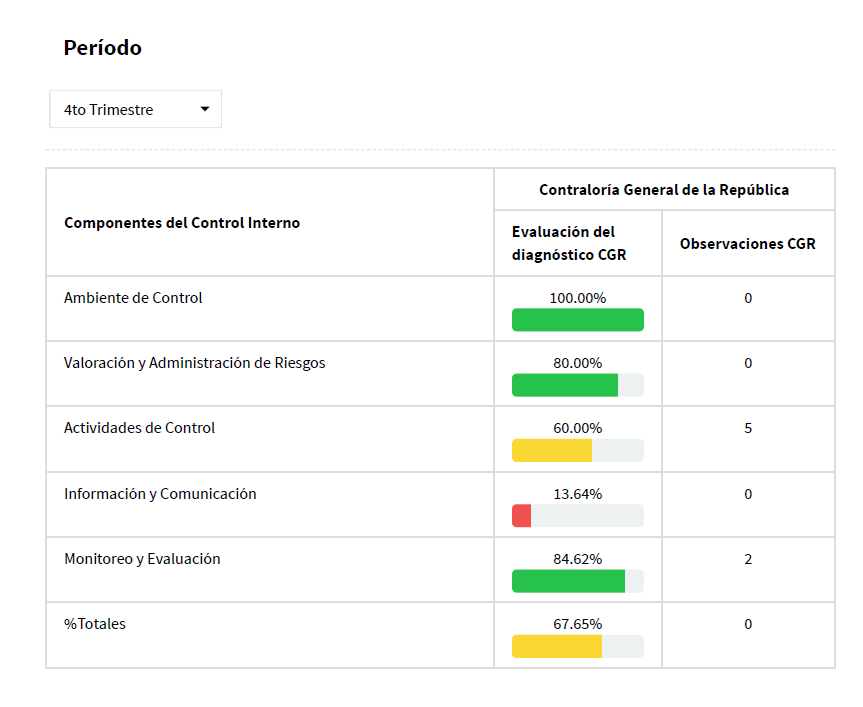 Período
4to Trimestre
Componentes del Control Interno
Contraloría General de la República
Evaluación del
diagnóstico CGR
Observaciones CGR
Ambiente de Control
100.00%
0
Valoración y Administración de Riesgos
80.00%
0
Actividades de Control
60.00%
5
Información y Comunicación
13.64%
0
Monitoreo y Evaluación
84.62%
2
%Totales
67.65%
0